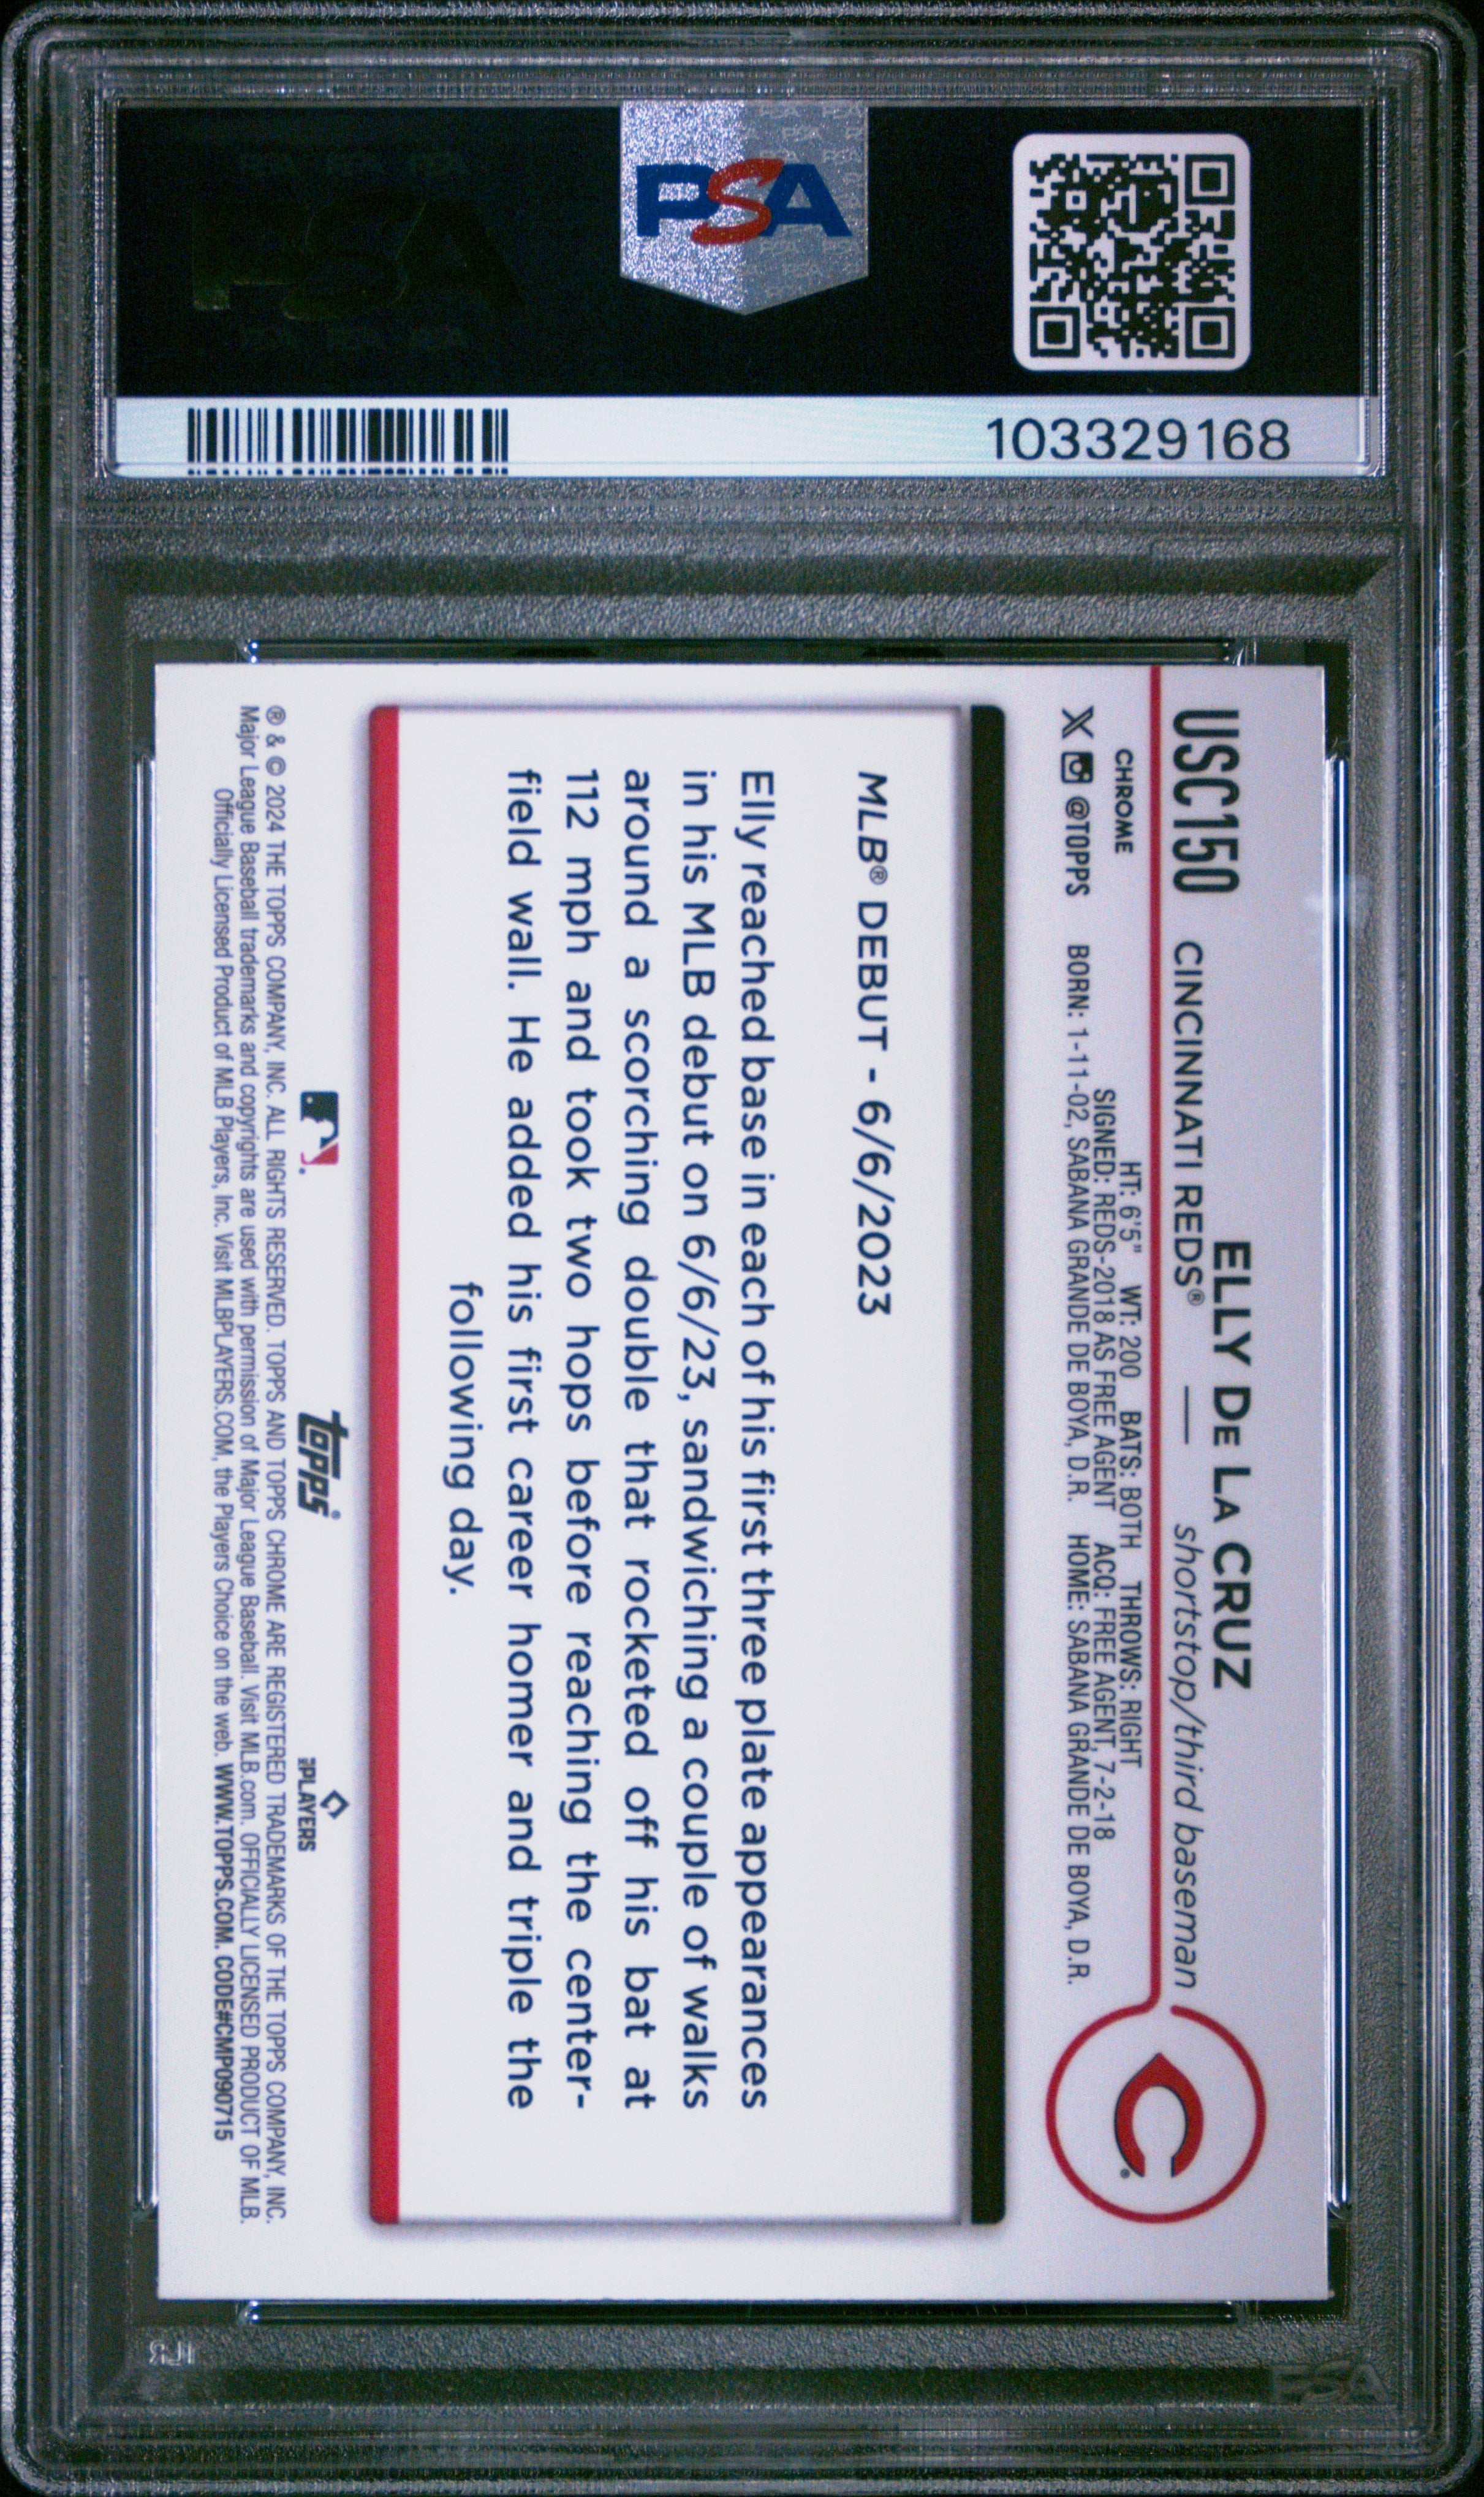 PSA
103329168
USC150
ELLY DE LA CRUZ
CINCINNATI REDS® — shortstop/third baseman
CHROME
HT: 6'5" WT: 200 BATS: BOTH THROWS: RIGHT
SIGNED: REDS-2018 AS FREE AGENT ACQ: FREE AGENT, 7-2-18
@TOPPS BORN: 1-11-02, SABANA GRANDE DE BOYA, D.R. HOME: SABANA GRANDE DE BOYA, D.R.
C
MLB® DEBUT - 6/6/2023
Elly reached base in each of his first three plate appearances
in his MLB debut on 6/6/23, sandwiching a couple of walks
around a scorching double that rocketed off his bat at
112 mph and took two hops before reaching the center-
field wall. He added his first career homer and triple the
following day.
topps®
PLAYERS
® & © 2024 THE TOPPS COMPANY, INC. ALL RIGHTS RESERVED. TOPPS AND TOPPS CHROME ARE REGISTERED TRADEMARKS OF THE TOPPS COMPANY, INC.
Major League Baseball trademarks and copyrights are used with permission of Major League Baseball. Visit MLB.com. OFFICIALLY LICENSED PRODUCT OF MLB
Officially Licensed Product of MLB Players, Inc. Visit MLBPLAYERS.COM, the Players Choice on the web. WWW.TOPPS.COM. CODE#CMP090715
PSA